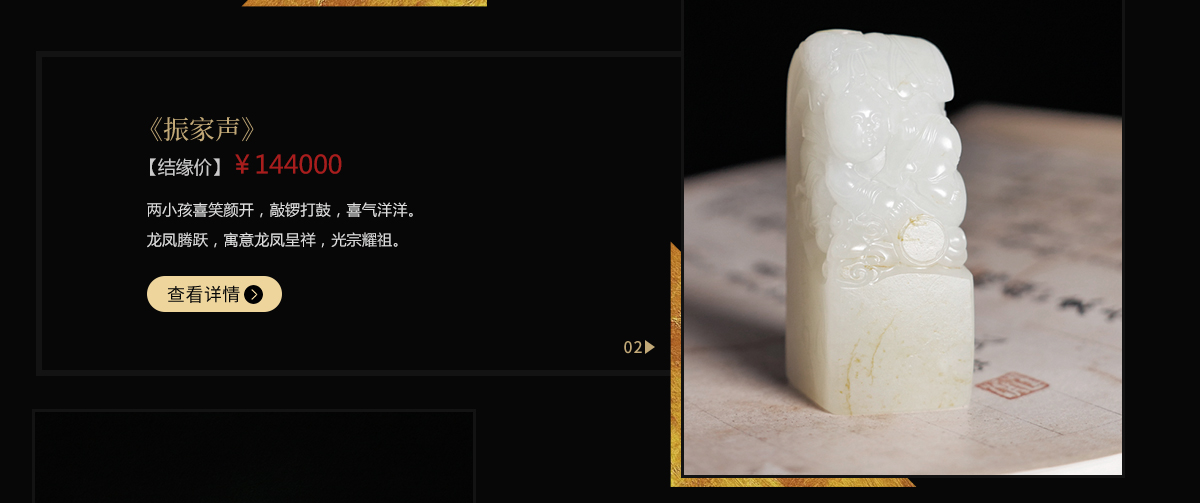 《振家声》
【结缘价】¥144000
两小孩喜笑颜开，敲锣打鼓，喜气洋洋。
龙凤腾跃，寓意龙凤呈祥，光宗耀祖。
查看详情
02